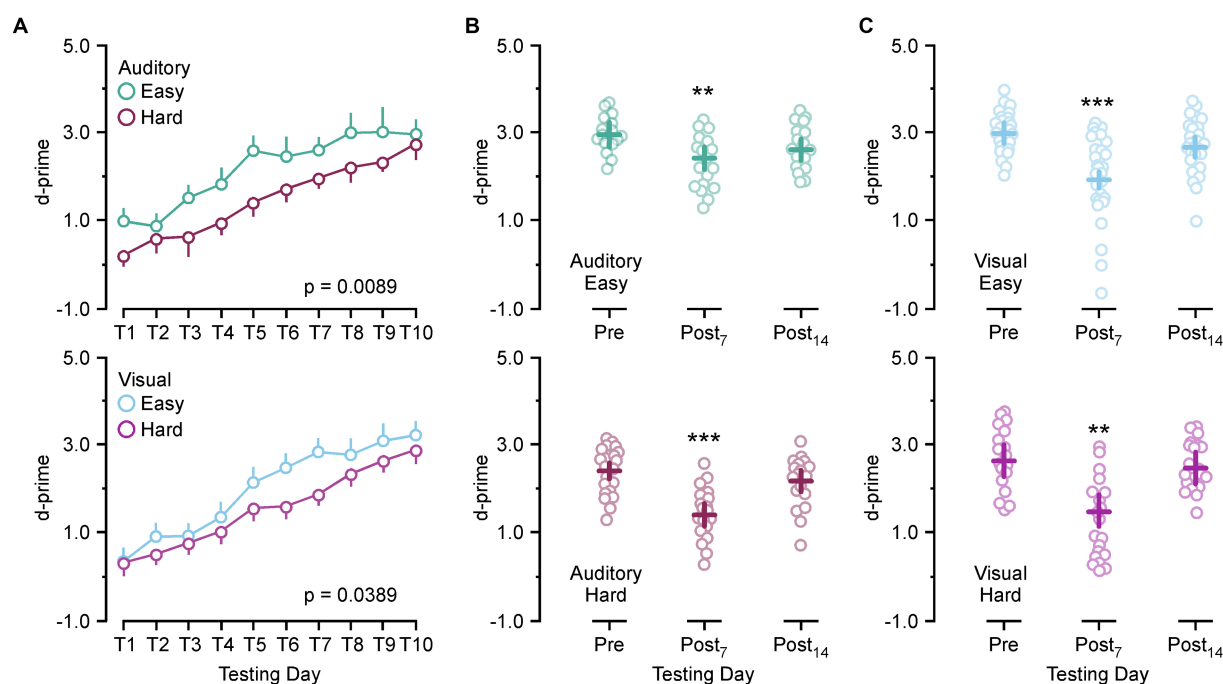 A
5.0
3.0
1.0
-1.0
d-prime
Auditory
Easy
Hard
p = 0.0089
T1 T2 T3 T4 T5 T6 T7 T8 T9 T10
5.0
3.0
1.0
-1.0
d-prime
Visual
Easy
Hard
p = 0.0389
T1 T2 T3 T4 T5 T6 T7 T8 T9 T10
Testing Day
B
5.0
3.0
1.0
-1.0
d-prime
**
Auditory
Easy
Pre Post7 Post14
5.0
3.0
1.0
-1.0
d-prime
***
Auditory
Hard
Pre Post7 Post14
Testing Day
C
5.0
3.0
1.0
-1.0
d-prime
***
Visual
Easy
Pre Post7 Post14
5.0
3.0
1.0
-1.0
d-prime
**
Visual
Hard
Pre Post7 Post14
Testing Day